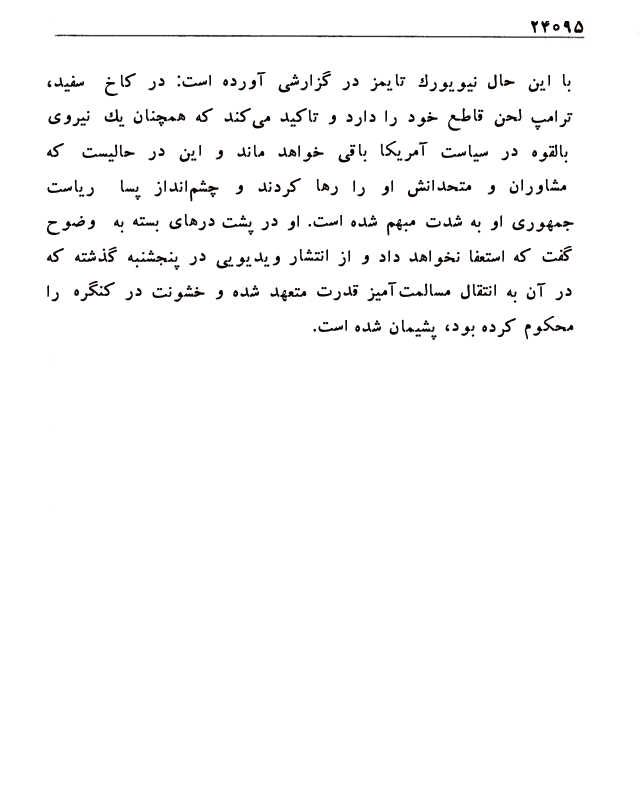 ۲۴۰۹۵
با این حال نیویورك تایمز در گزارشی آورده است: در کاخ سفید،
ترامپ لحن قاطع خود را دارد و تاکید می‌کند که همچنان یك نیروی
بالقوه در سیاست آمریکا باقی خواهد ماند و این در حالیست که
مشاوران و متحدانش او را رها کردند و چشم‌انداز پسا ریاست
جمهوری او به شدت مبهم شده است. او در پشت درهای بسته به وضوح
گفت که استعفا نخواهد داد و از انتشار ویدیویی در پنجشنبه گذشته که
در آن به انتقال مسالمت‌آمیز قدرت متعهد شده و خشونت در کنگره را
محکوم کرده بود، پشیمان شده است.